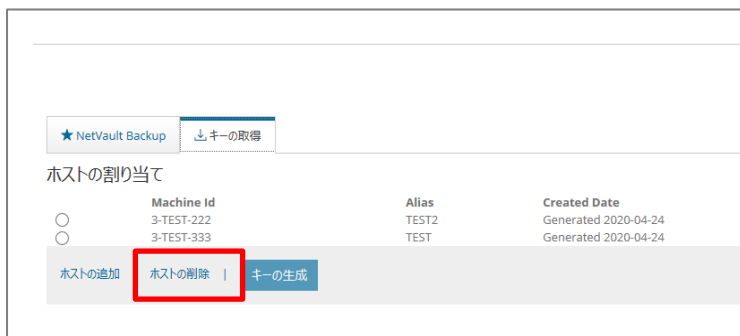 NetVault Backup キーの取得
ホストの割り当て
Machine Id Alias Created Date
3-TEST-222 TEST2 Generated 2020-04-24
3-TEST-333 TEST Generated 2020-04-24
ホストの追加 ホストの削除 | キーの生成